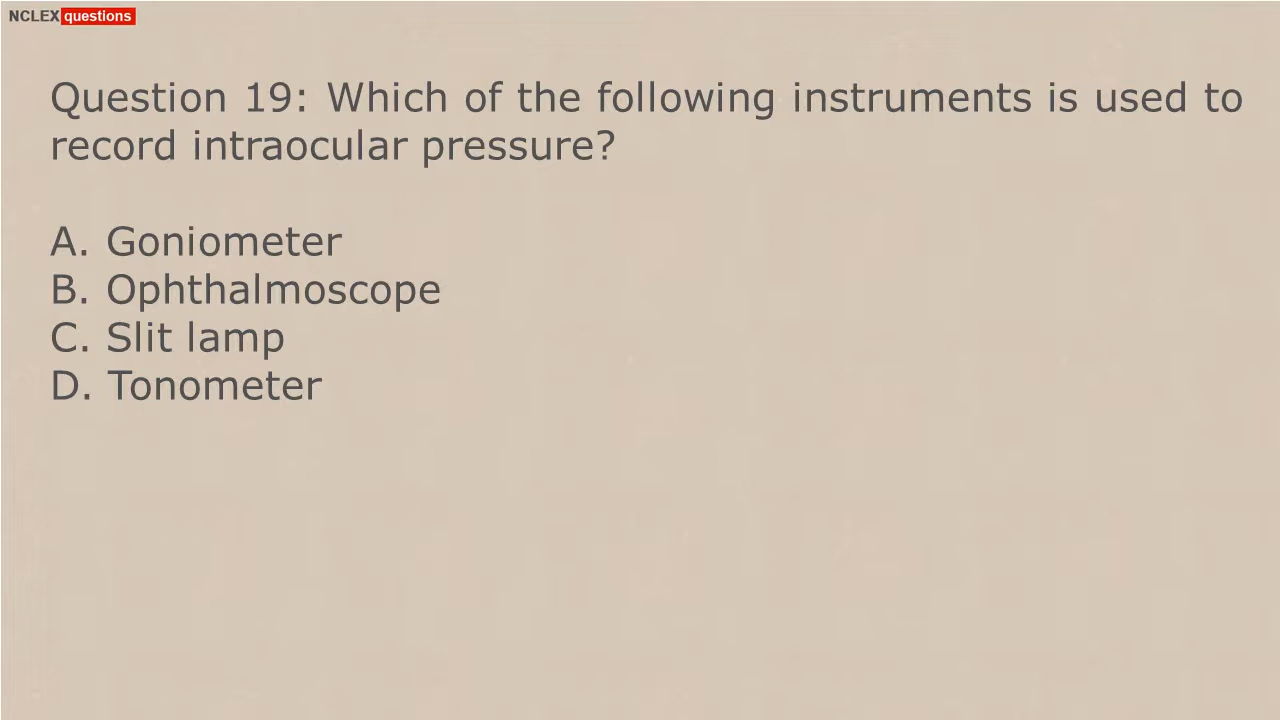 NCLEX questions
Question 19: Which of the following instruments is used to
record intraocular pressure?
A. Goniometer
B. Ophthalmoscope
C. Slit lamp
D. Tonometer